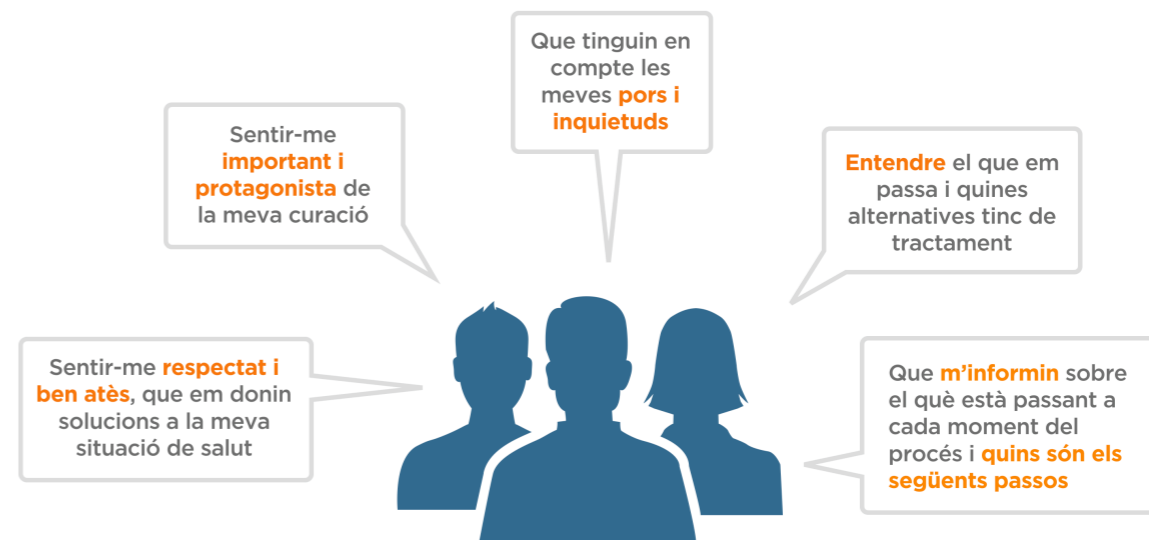 Que tinguin en
compte les
meves pors i
inquietuds
Sentir-me
important i
protagonista de
la meva curació
Entendre el que em
passa i quines
alternatives tinc de
tractament
Sentir-me respectat i
ben atès, que em donin
solucions a la meva
situació de salut
Que m’informin sobre
el què està passant a
cada moment del
procés i quins són els
següents passos